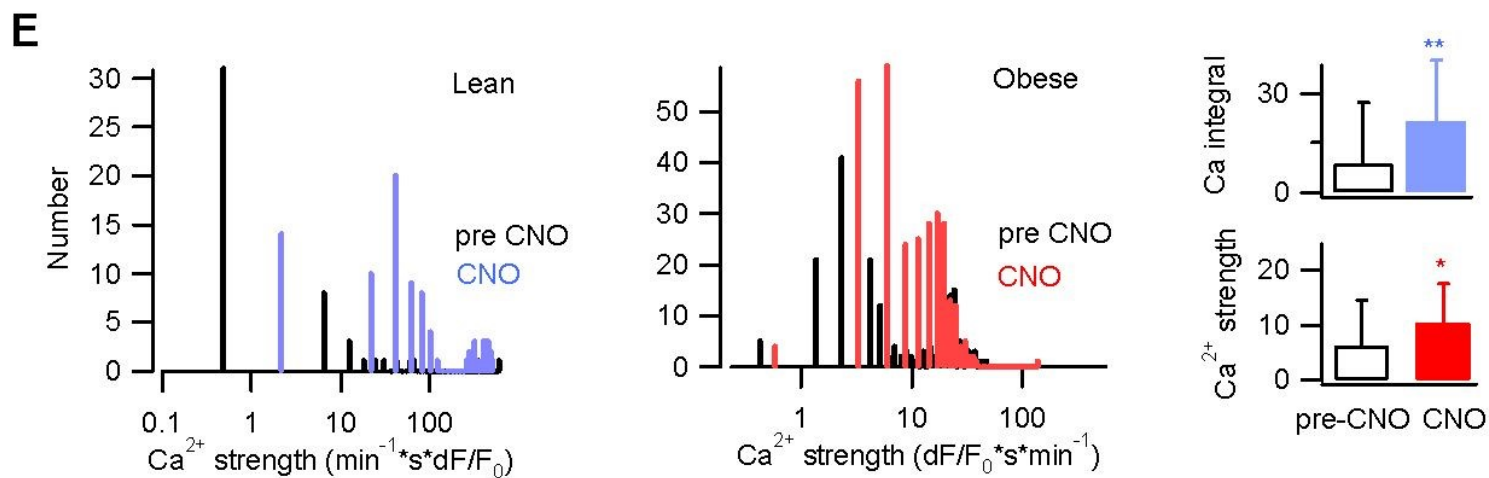 E
Lean
Number
30
25
20
15
10
5
0
pre CNO
CNO
0.1 1 10 100
Ca²⁺ strength (min⁻¹*s*dF/F₀)
Obese
50
40
30
20
10
0
pre CNO
CNO
1 10 100
Ca²⁺ strength (dF/F₀*s*min⁻¹)
Ca integral
30
0
**
Ca²⁺ strength
20
10
0
*
pre-CNO CNO